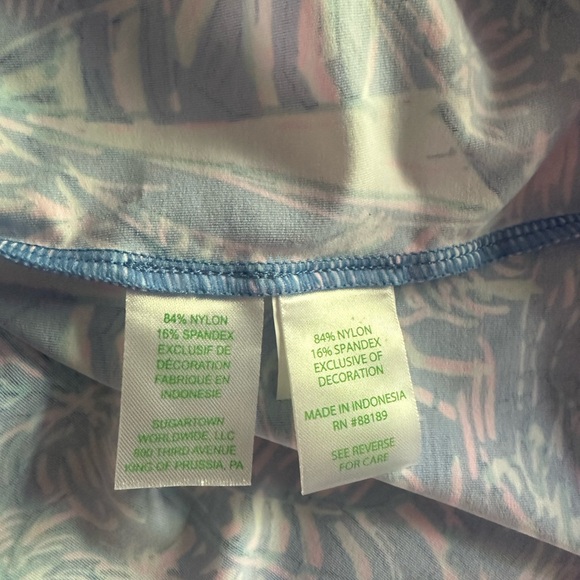 84% NYLON
16% SPANDEX
EXCLUSIF DE
DÉCORATION
FABRIQUÉ EN
INDONESIE
SUGARTOWN
WORLDWIDE, LLC
800 THIRD AVENUE
KING OF PRUSSIA, PA
84% NYLON
16% SPANDEX
EXCLUSIVE OF
DECORATION
MADE IN INDONESIA
RN #88189
SEE REVERSE
FOR CARE